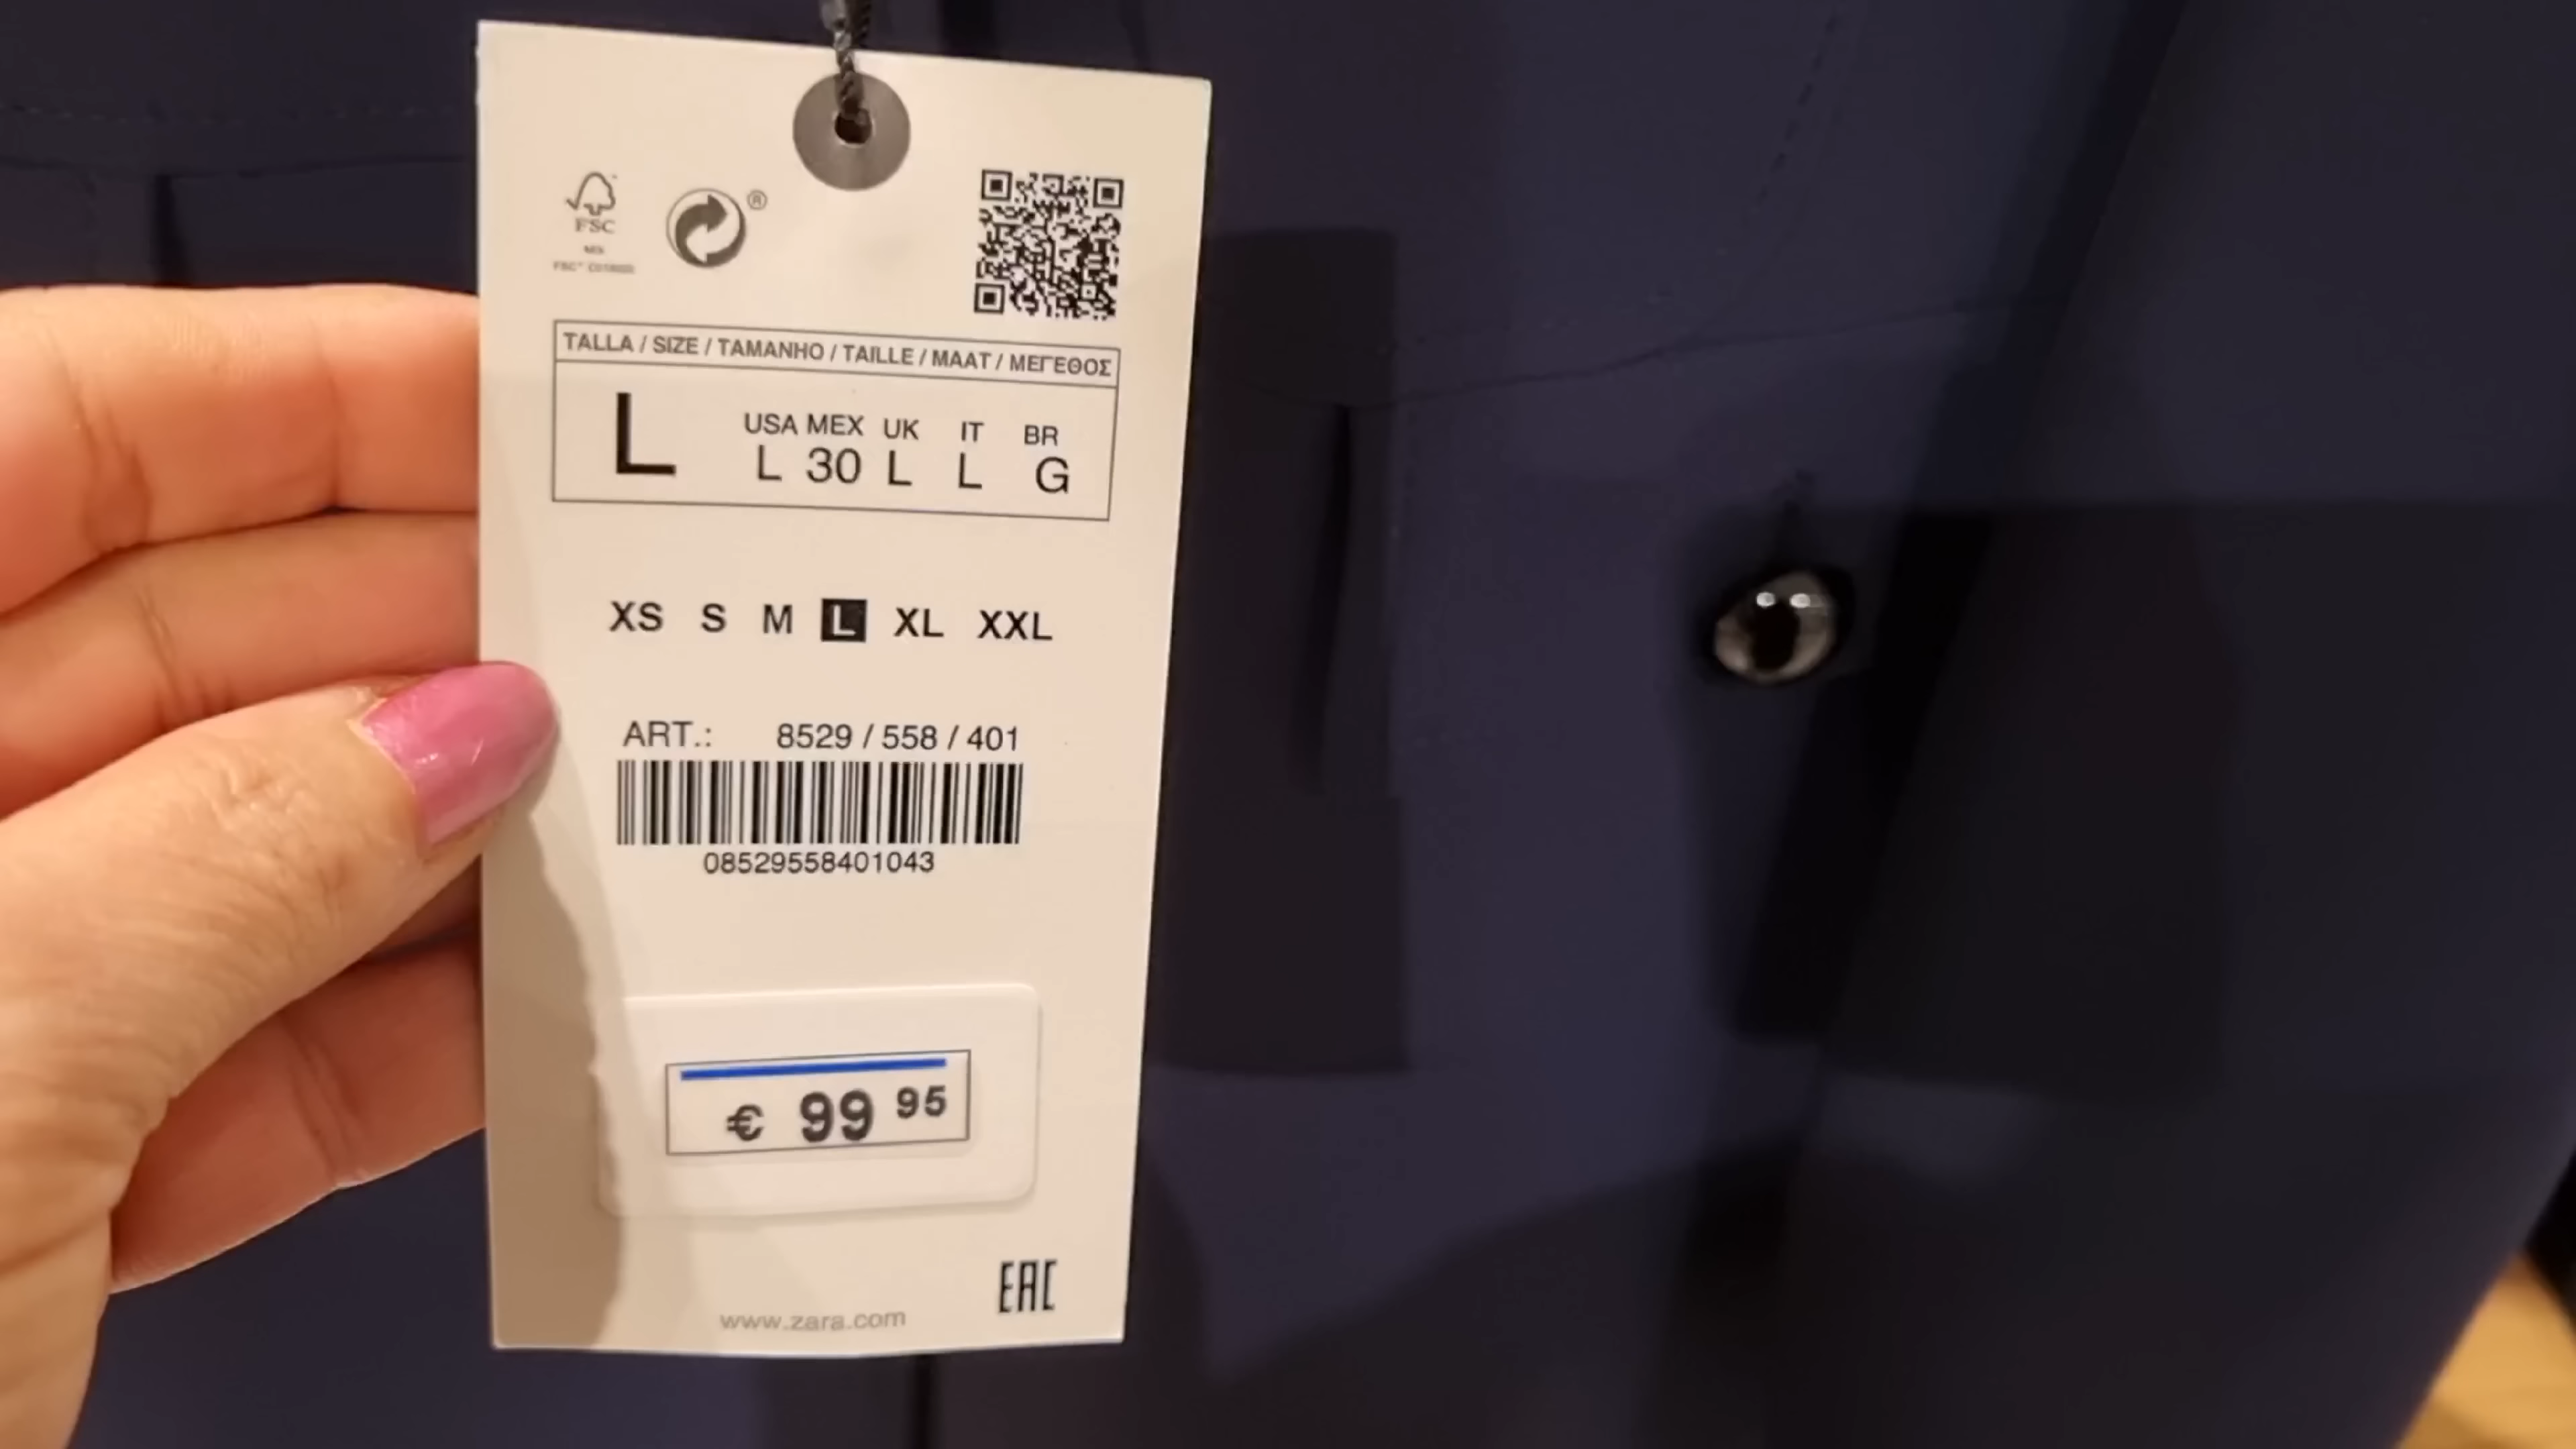 FSC
®
TALLA / SIZE / TAMANHO / TAILLE / MAAT / ΜΕΓΕΘΟΣ
L
USA MEX UK IT BR
L 30 L L G
XS S M L XL XXL
ART.: 8529 / 558 / 401
08529558401043
€ 99 95
EAC
www.zara.com